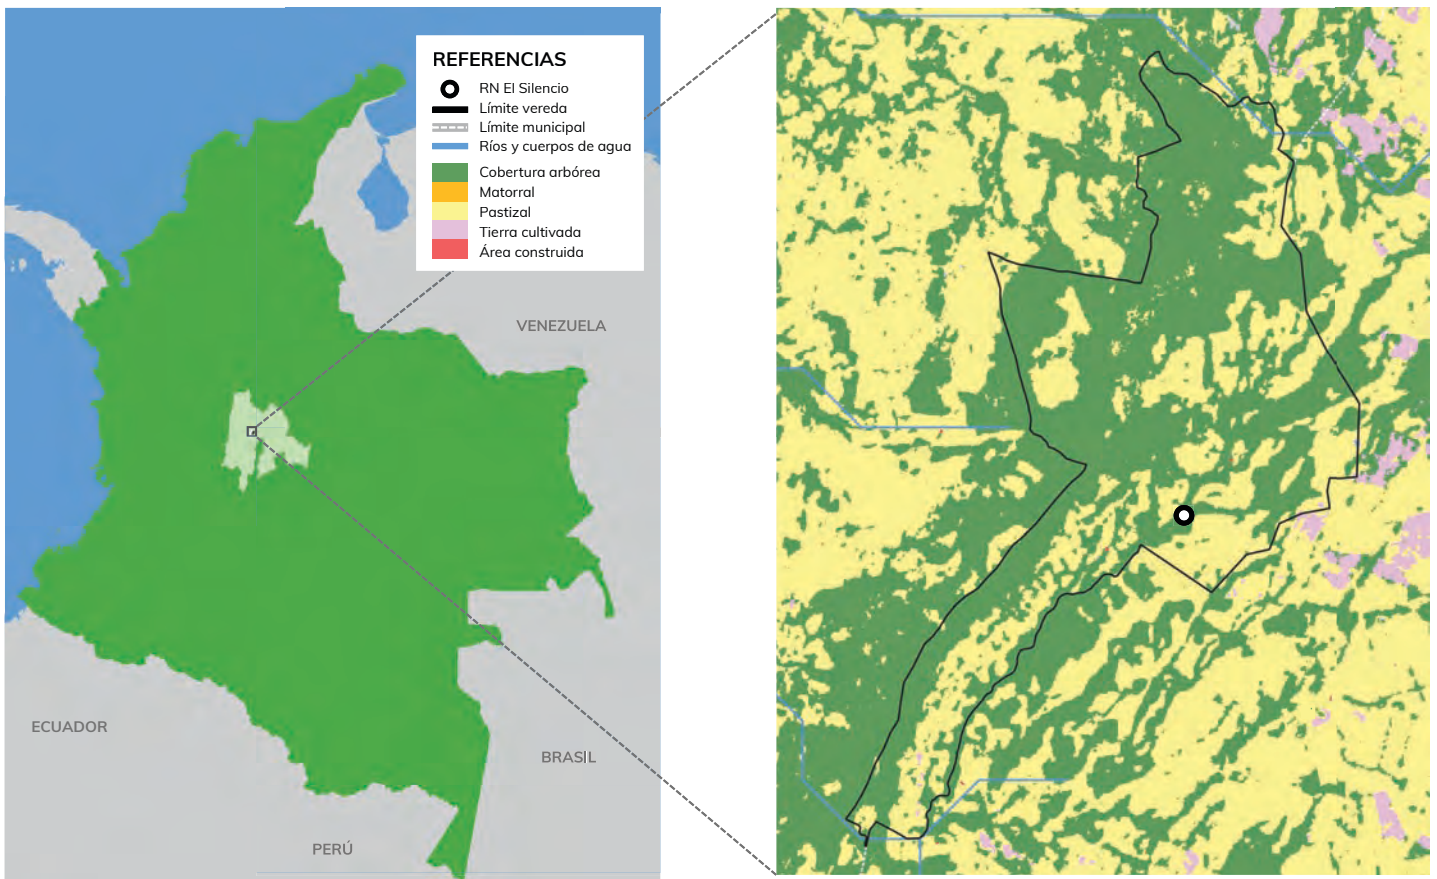 REFERENCIAS
RN El Silencio
Límite vereda
Límite municipal
Ríos y cuerpos de agua
Cobertura arbórea
Matorral
Pastizal
Tierra cultivada
Área construida
VENEZUELA
ECUADOR
BRASIL
PERÚ